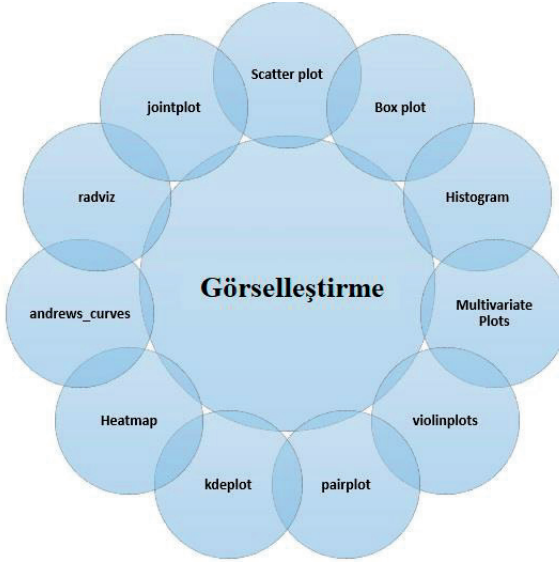 Scatter plot
Box plot
Histogram
Multivariate
Plots
violinplots
pairplot
kdeplot
Heatmap
andrews_curves
radviz
jointplot
Görselleştirme